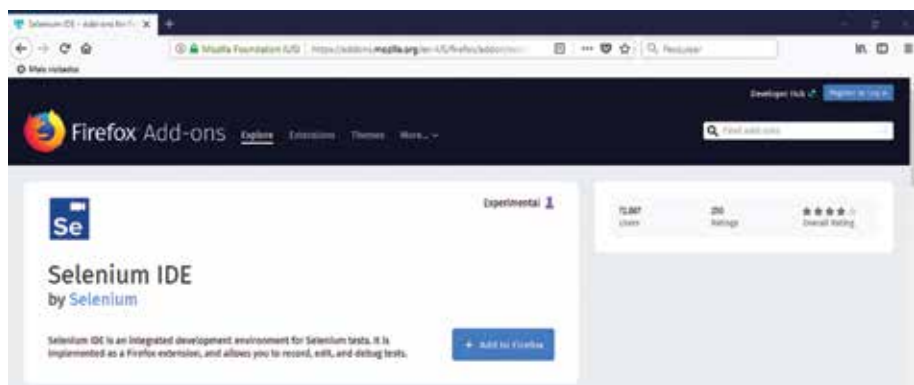 Selenium IDE – Add-ons for F
Mozilla Foundation (US) https://addons.mozilla.org/en-US/firefox/addon/
Pesquisar
Mais visitados
Developer Hub
Register or Log in
Firefox Add-ons Explore Extensions Themes More...
Find add-ons
Se
Experimental
Selenium IDE
by Selenium
Selenium IDE is an integrated development environment for Selenium tests. It is
implemented as a Firefox extension, and allows you to record, edit, and debug tests.
+ Add to Firefox
Users
Ratings
Overall Rating